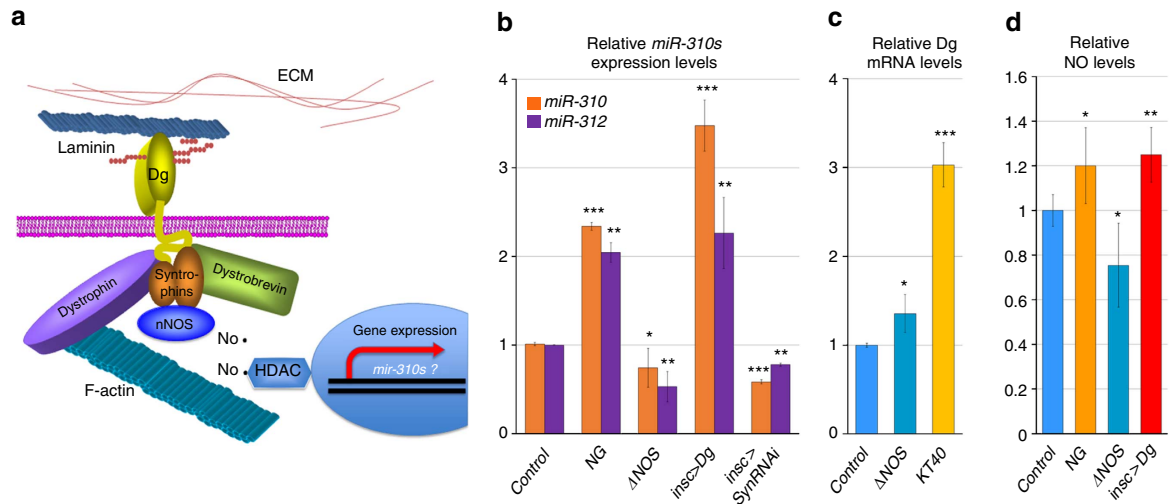 a
ECM
Laminin
Dg
Dystrophin
Syntro-
phins
Dystrobrevin
nNOS
No •
No •
HDAC
Gene expression
mir-310s ?
F-actin
b
Relative miR-310s
expression levels
4
3
2
1
0
miR-310
miR-312
***
**
*
**
***
**
***
**
Control
NG
ΔNOS
insc>Dg
insc>
SynRNAi
c
Relative Dg
mRNA levels
4
3
2
1
0
*
***
Control
ΔNOS
KT40
d
Relative
NO levels
1.6
1.4
1.2
1
0.8
0.6
0.4
0.2
0
*
*
**
Control
NG
ΔNOS
insc>Dg